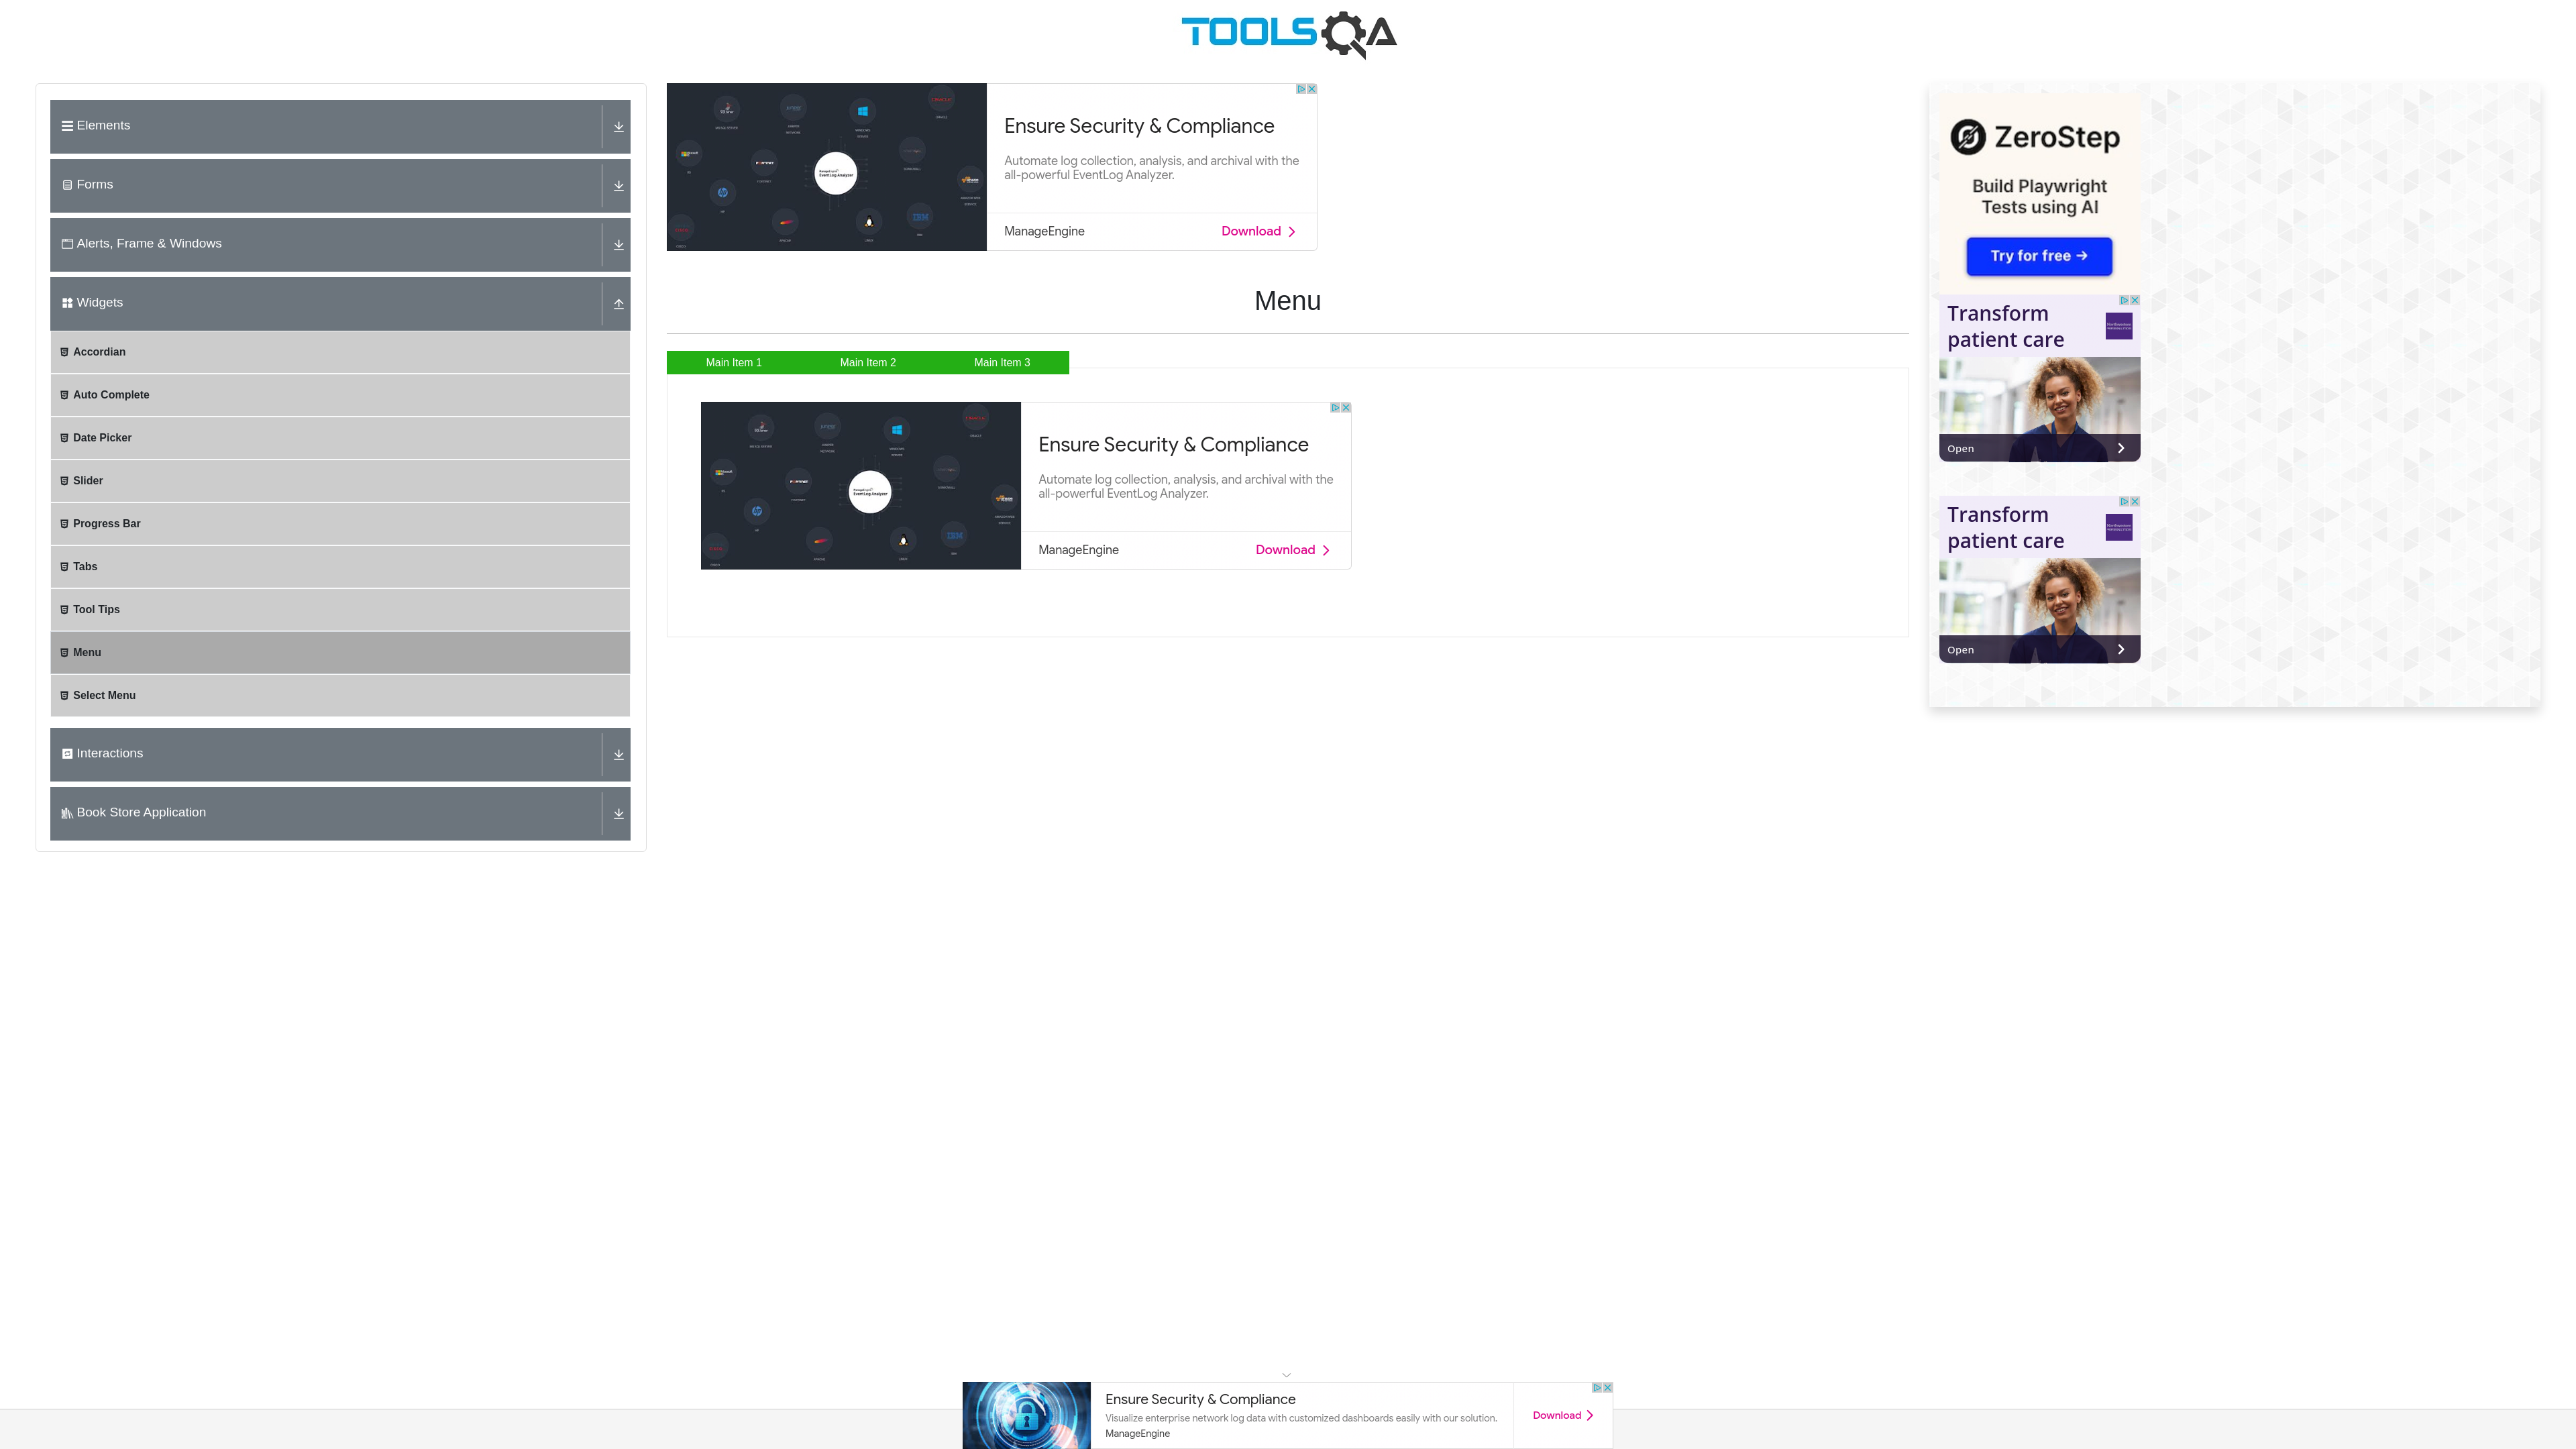 TOOLSQA
Elements
Forms
Alerts, Frame & Windows
Widgets
Accordian
Auto Complete
Date Picker
Slider
Progress Bar
Tabs
Tool Tips
Menu
Select Menu
Interactions
Book Store Application
Ensure Security & Compliance
Automate log collection, analysis, and archival with the
all-powerful EventLog Analyzer.
ManageEngine
Download
Menu
Main Item 1
Main Item 2
Main Item 3
Ensure Security & Compliance
Automate log collection, analysis, and archival with the
all-powerful EventLog Analyzer.
ManageEngine
Download
ZeroStep
Build Playwright
Tests using AI
Try for free →
Transform
patient care
Open
Transform
patient care
Open
Ensure Security & Compliance
Visualize enterprise network log data with customized dashboards easily with our solution.
ManageEngine
Download